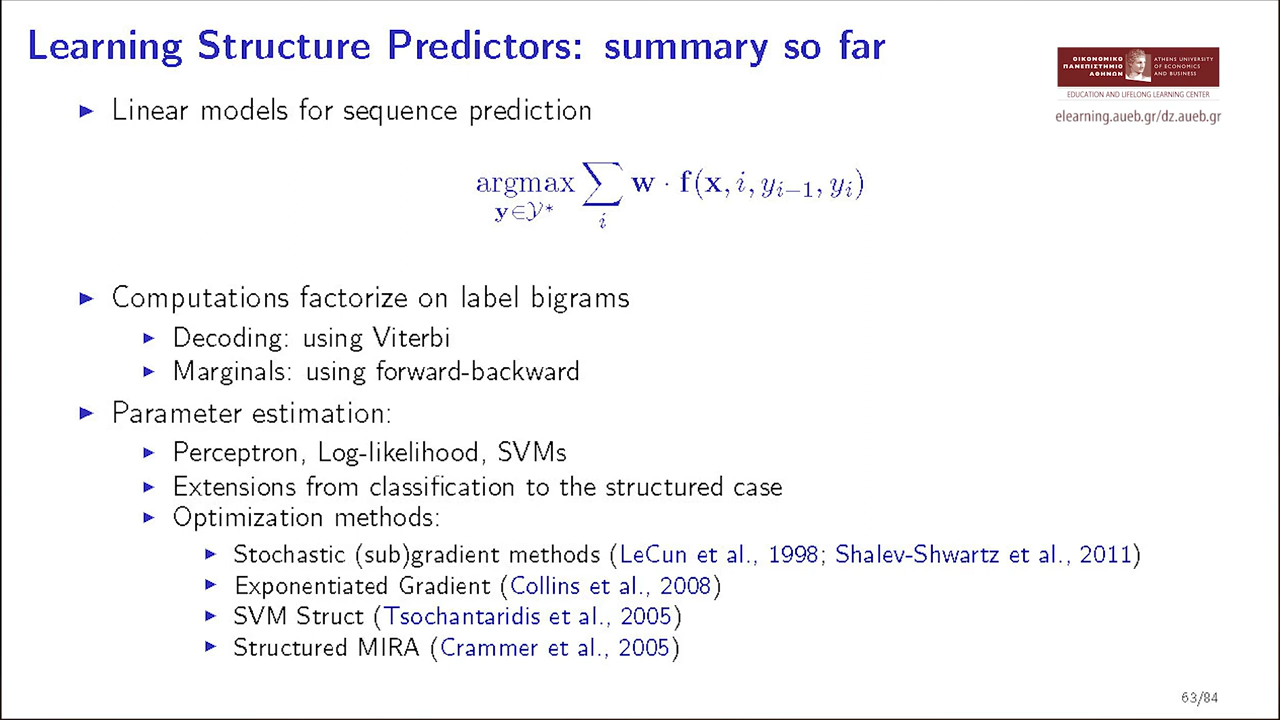 Learning Structure Predictors: summary so far
ΟΙΚΟΝΟΜΙΚΟ
ΠΑΝΕΠΙΣΤΗΜΙΟ
ΑΘΗΝΩΝ
ATHENS UNIVERSITY
OF ECONOMICS
AND BUSINESS
EDUCATION AND LIFELONG LEARNING CENTER
elearning.aueb.gr/dz.aueb.gr
▶ Linear models for sequence prediction
argmax ∑ w · f(x, i, y_{i−1}, y_i)
y∈𝒴* i
▶ Computations factorize on label bigrams
▶ Decoding: using Viterbi
▶ Marginals: using forward-backward
▶ Parameter estimation:
▶ Perceptron, Log-likelihood, SVMs
▶ Extensions from classification to the structured case
▶ Optimization methods:
▶ Stochastic (sub)gradient methods (LeCun et al., 1998; Shalev-Shwartz et al., 2011)
▶ Exponentiated Gradient (Collins et al., 2008)
▶ SVM Struct (Tsochantaridis et al., 2005)
▶ Structured MIRA (Crammer et al., 2005)
63/84